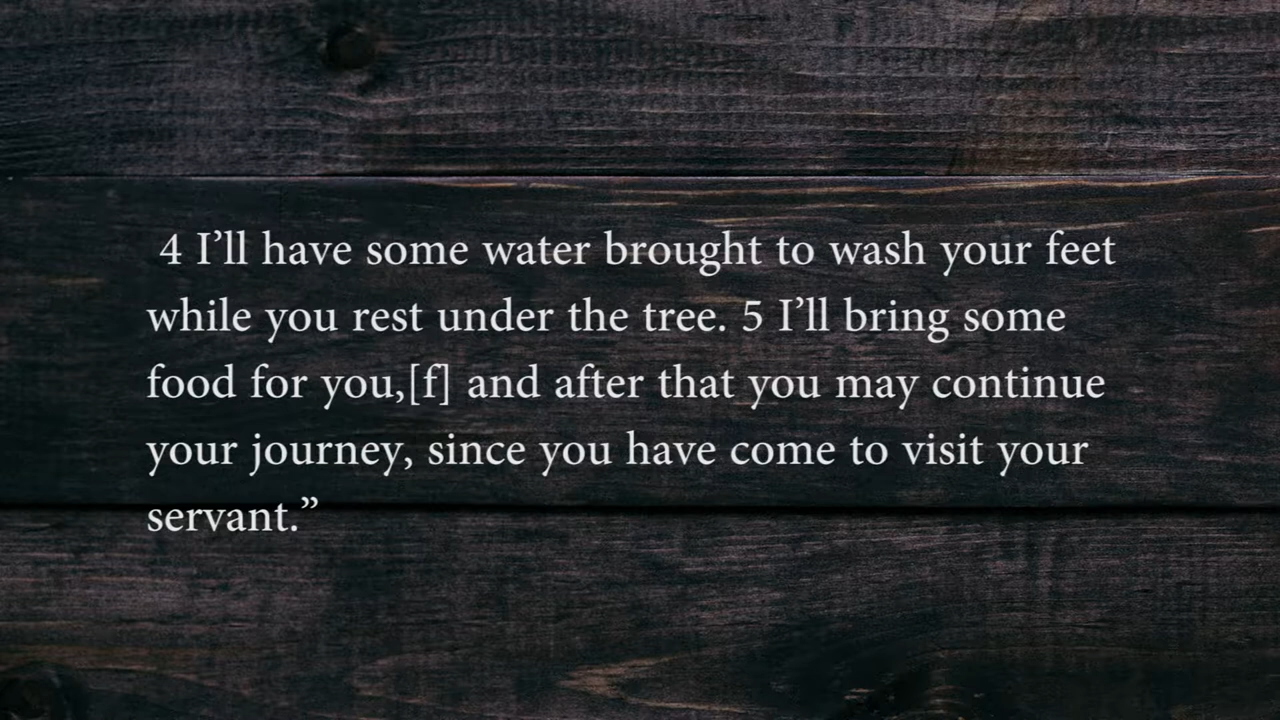 4 I’ll have some water brought to wash your feet
while you rest under the tree. 5 I’ll bring some
food for you,[f] and after that you may continue
your journey, since you have come to visit your
servant.”